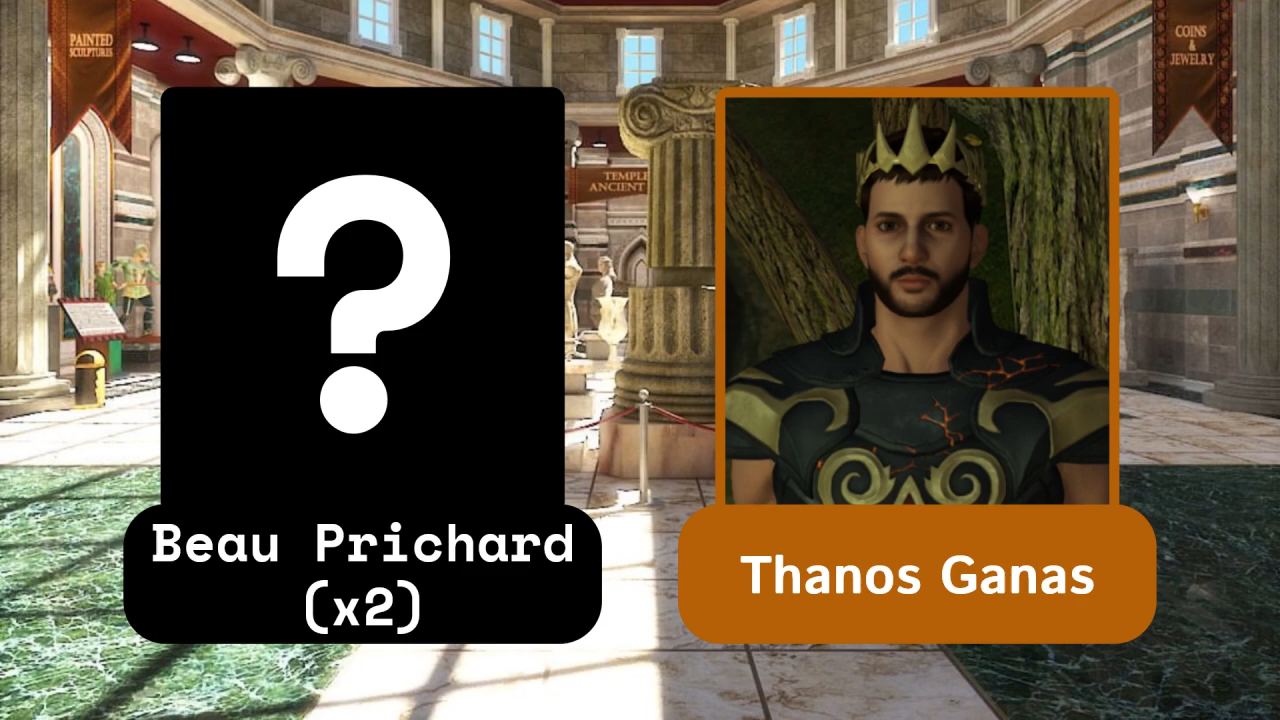 PAINTED
SCULPTURES
COINS
&
JEWELRY
TEMPLE
ANCIENT
?
Beau Prichard
(x2)
Thanos Ganas